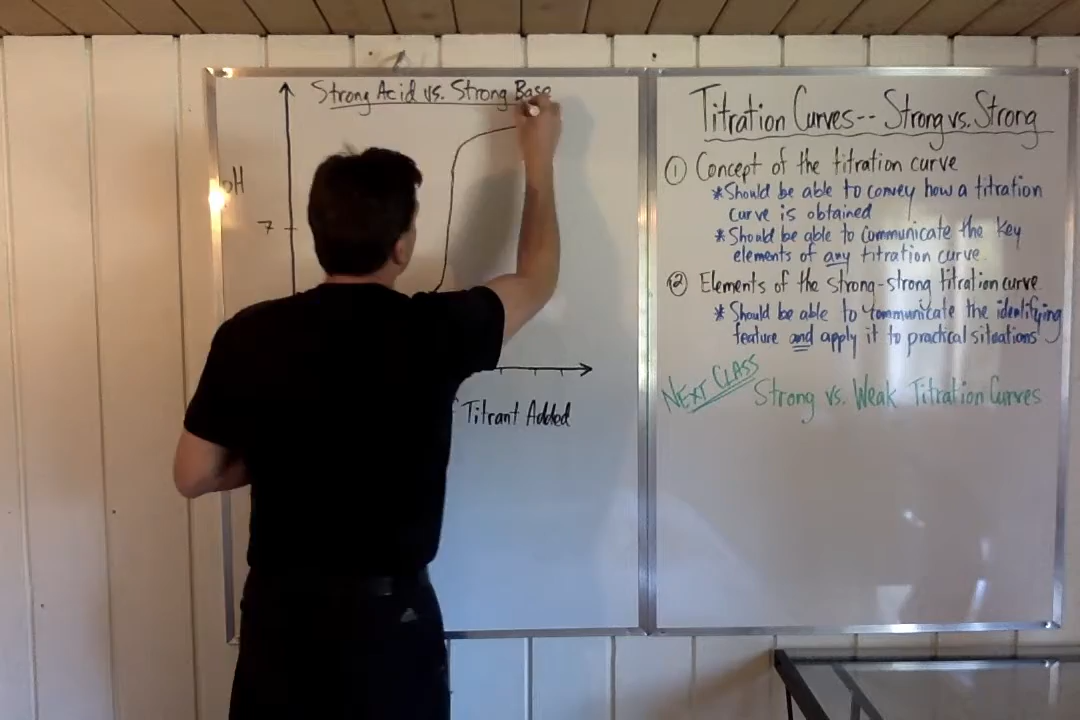 Strong Acid vs. Strong Base
pH
7
Titrant Added
Titration Curves-- Strong vs. Strong
① Concept of the titration curve
*Should be able to convey how a titration
curve is obtained
*Should be able to communicate the key
elements of any titration curve
② Elements of the strong-strong titration curve
*Should be able to communicate the identifying
feature and apply it to practical situations
NEXT CLASS Strong vs. Weak Titration Curves